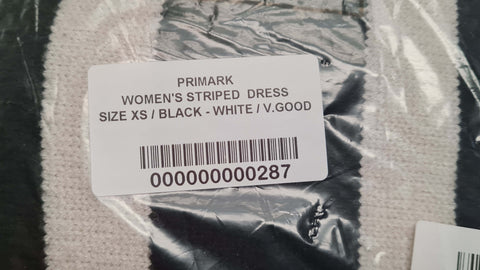 PRIMARK
WOMEN'S STRIPED DRESS
SIZE XS / BLACK - WHITE / V.GOOD
000000000287